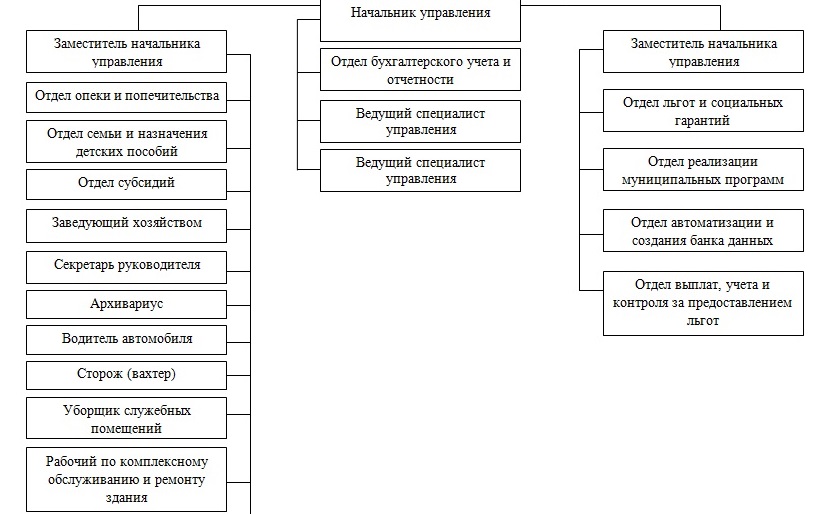 Начальник управления
Заместитель начальника
управления
Отдел опеки и попечительства
Отдел семьи и назначения
детских пособий
Отдел субсидий
Заведующий хозяйством
Секретарь руководителя
Архивариус
Водитель автомобиля
Сторож (вахтер)
Уборщик служебных
помещений
Рабочий по комплексному
обслуживанию и ремонту
здания
Отдел бухгалтерского учета и
отчетности
Ведущий специалист
управления
Ведущий специалист
управления
Заместитель начальника
управления
Отдел льгот и социальных
гарантий
Отдел реализации
муниципальных программ
Отдел автоматизации и
создания банка данных
Отдел выплат, учета и
контроля за предоставлением
льгот